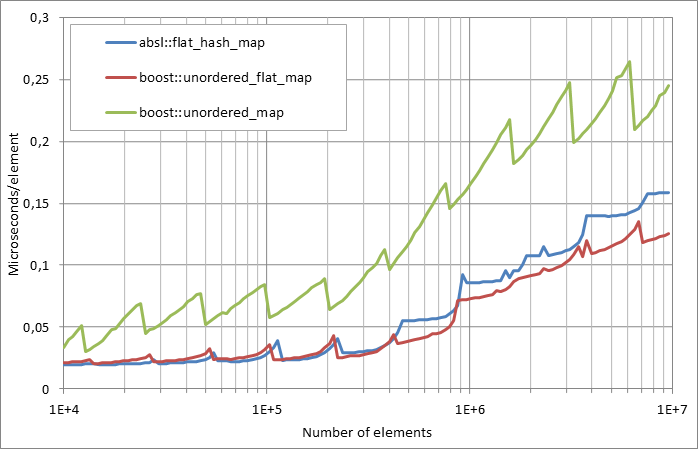 0,3
0,25
0,2
0,15
0,1
0,05
0
Microseconds/element
absl::flat_hash_map
boost::unordered_flat_map
boost::unordered_map
1E+4 1E+5 1E+6 1E+7
Number of elements